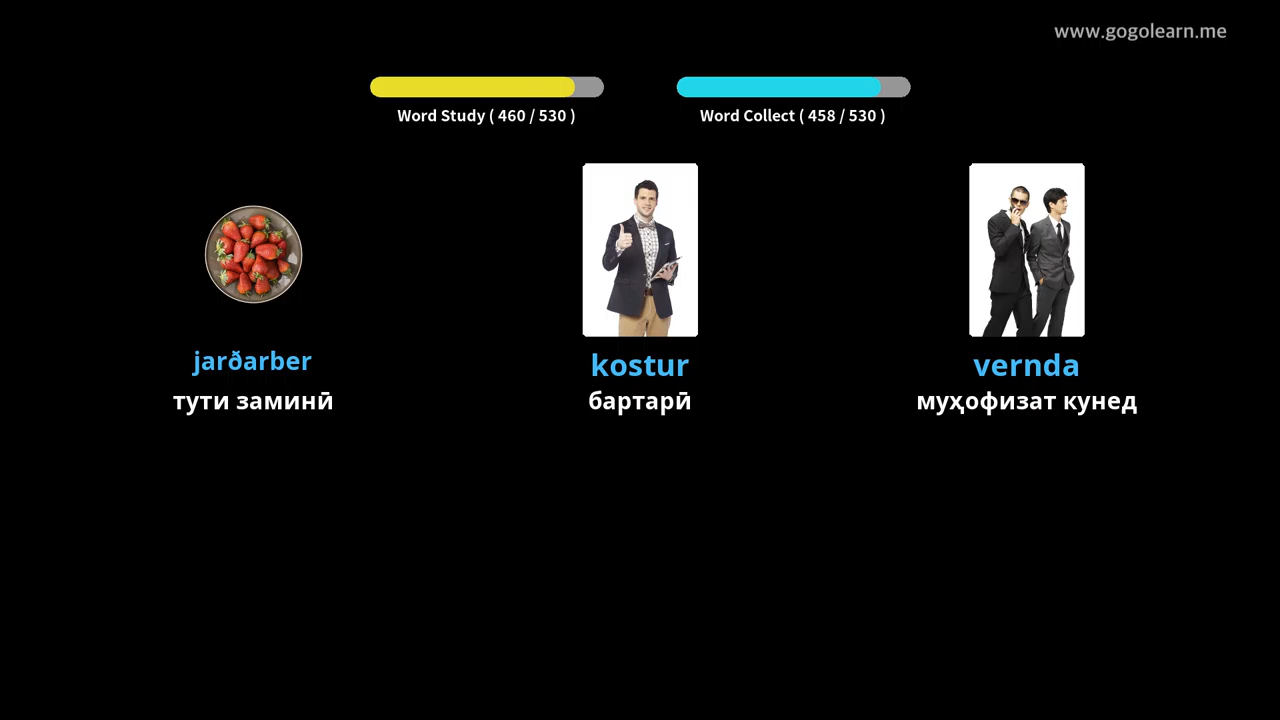 www.gogolearn.me
Word Study ( 460 / 530 )
Word Collect ( 458 / 530 )
jarðarber
kostur
vernda
тути заминӣ
бартарӣ
муҳофизат кунед